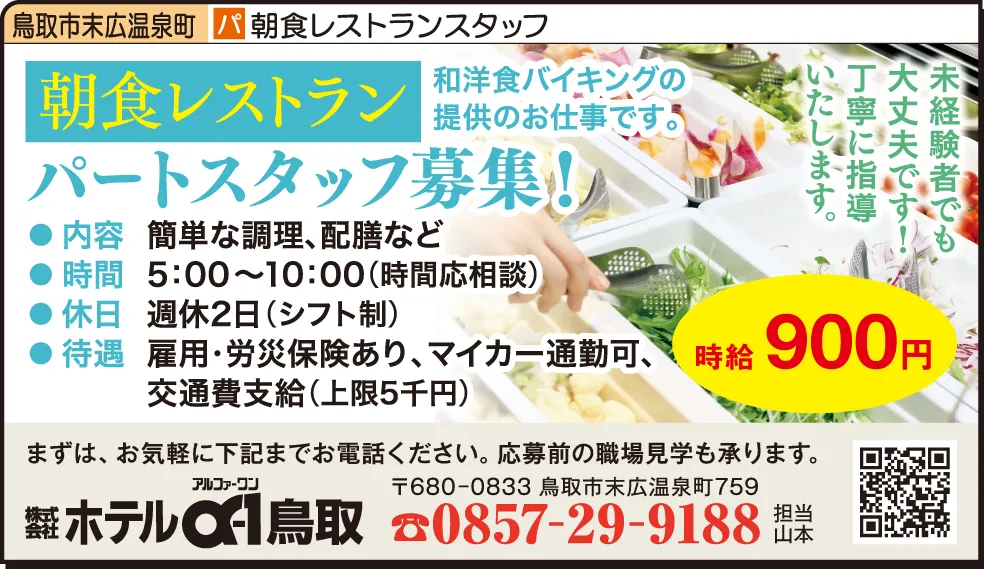 鳥取市末広温泉町 パ 朝食レストランスタッフ
朝食レストラン
和洋食バイキングの
提供のお仕事です。
パートスタッフ募集!
未経験者でも
大丈夫です!
丁寧に指導
いたします。
● 内容 簡単な調理、配膳など
● 時間 5:00～10:00(時間応相談)
● 休日 週休2日(シフト制)
● 待遇 雇用・労災保険あり、マイカー通勤可、
交通費支給(上限5千円)
時給 900円
まずは、お気軽に下記までお電話ください。応募前の職場見学も承ります。
アルファーワン
株式会社 ホテルα-1鳥取
〒680-0833 鳥取市末広温泉町759
☎0857-29-9188 担当
山本